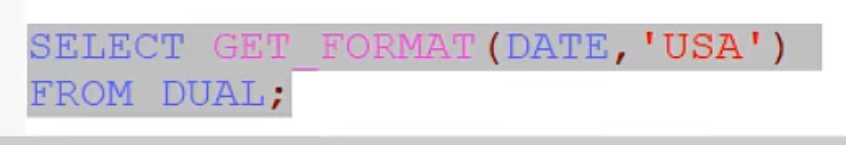 SELECT GET_FORMAT(DATE,'USA')
FROM DUAL;